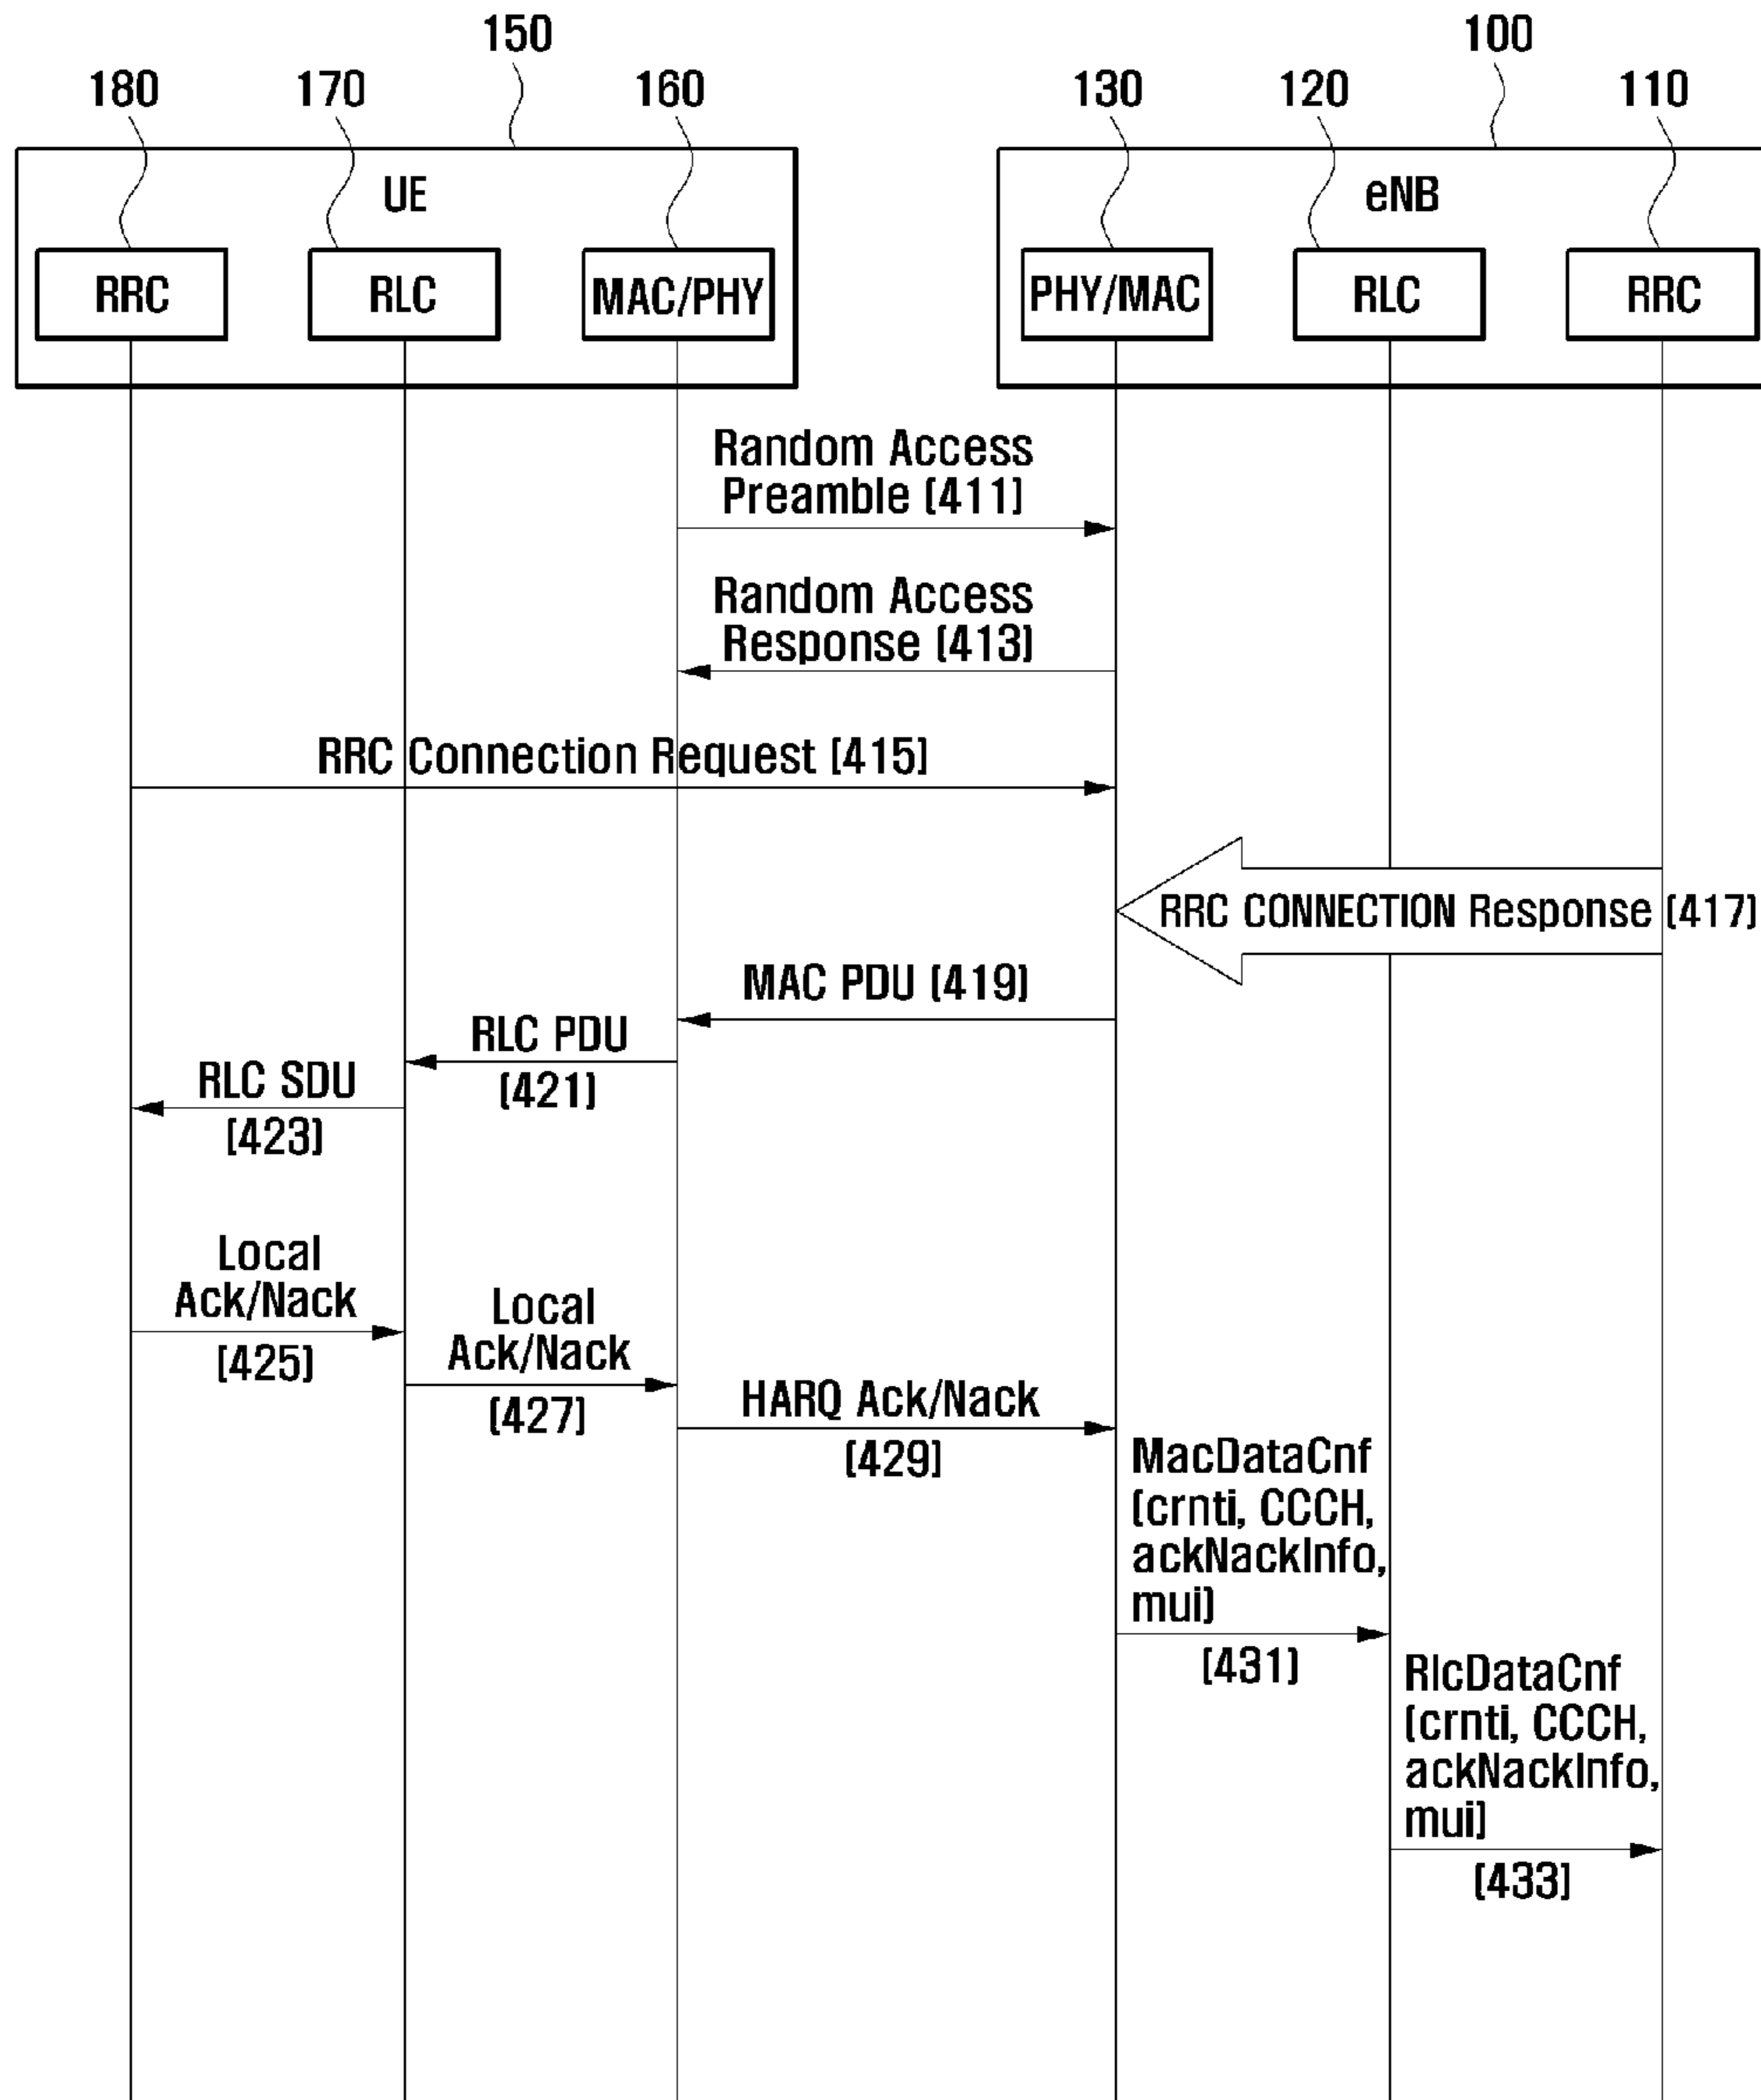 150
100
180
170
160
130
120
110
UE
eNB
RRC
RLC
MAC/PHY
PHY/MAC
RLC
RRC
Random Access
Preamble (411)
Random Access
Response (413)
RRC Connection Request (415)
RRC CONNECTION Response (417)
MAC PDU (419)
RLC PDU
(421)
RLC SDU
(423)
Local
Ack/Nack
(425)
Local
Ack/Nack
(427)
HARQ Ack/Nack
(429)
MacDataCnf
(crnti, CCCH,
ackNackInfo,
mui)
(431)
RlcDataCnf
(crnti, CCCH,
ackNackInfo,
mui)
(433)